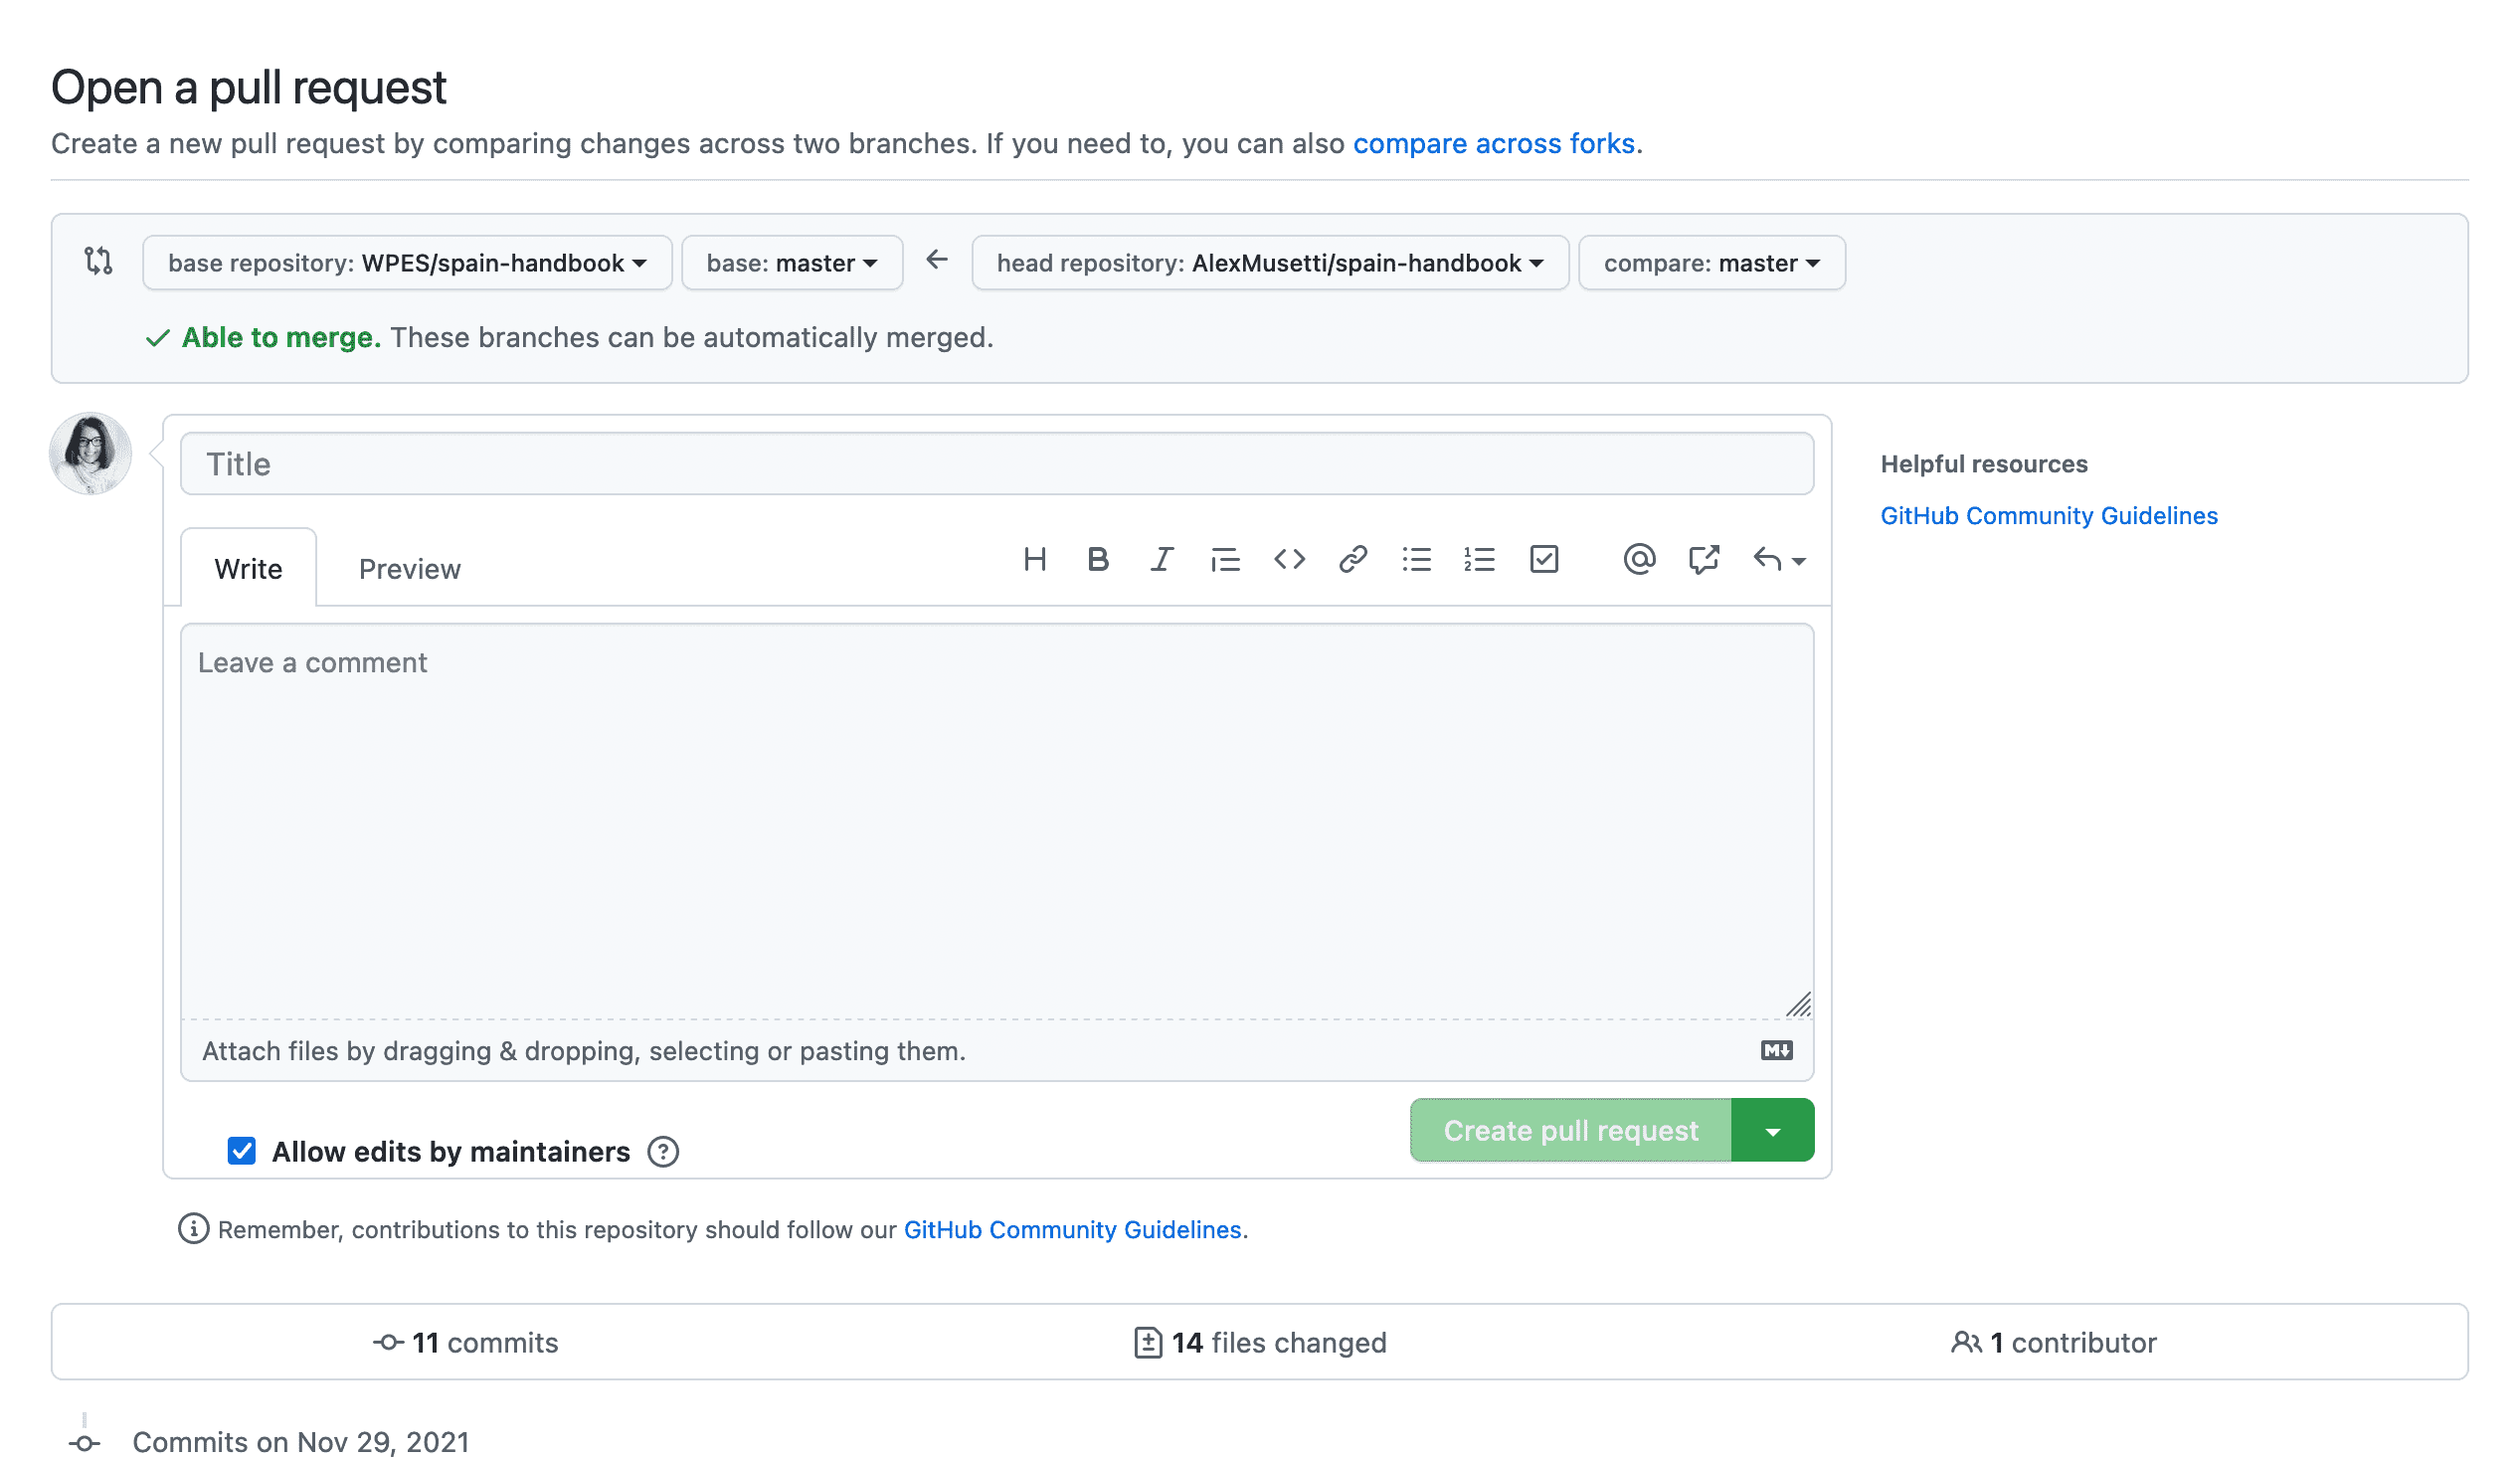 Open a pull request
Create a new pull request by comparing changes across two branches. If you need to, you can also compare across forks.
base repository: WPES/spain-handbook base: master head repository: AlexMusetti/spain-handbook compare: master
Able to merge. These branches can be automatically merged.
Title
Helpful resources
GitHub Community Guidelines
Write Preview
Leave a comment
Attach files by dragging & dropping, selecting or pasting them.
Allow edits by maintainers
Create pull request
Remember, contributions to this repository should follow our GitHub Community Guidelines.
11 commits 14 files changed 1 contributor
Commits on Nov 29, 2021